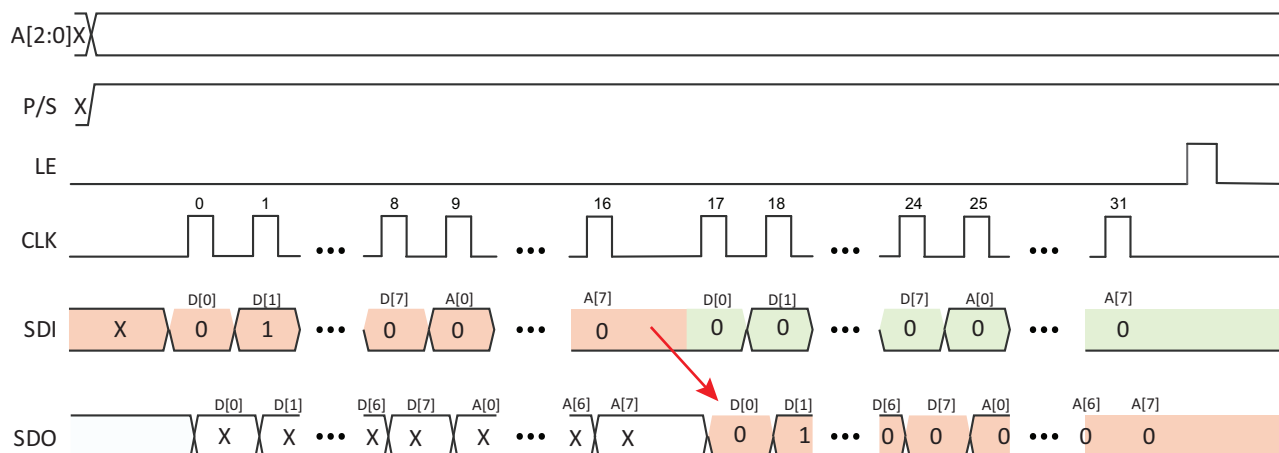 A[2:0] X
P/S X
LE
0 1 8 9 16 17 18 24 25 31
CLK ••• ••• ••• •••
D[0] D[1] D[7] A[0] A[7] D[0] D[1] D[7] A[0] A[7]
SDI X 0 1 ••• 0 0 ••• 0 0 0 ••• 0 0 ••• 0
D[0] D[1] D[6] D[7] A[0] A[6] A[7] D[0] D[1] D[6] D[7] A[0] A[6] A[7]
SDO X X ••• X X X ••• X X 0 1 ••• 0 0 0 ••• 0 0